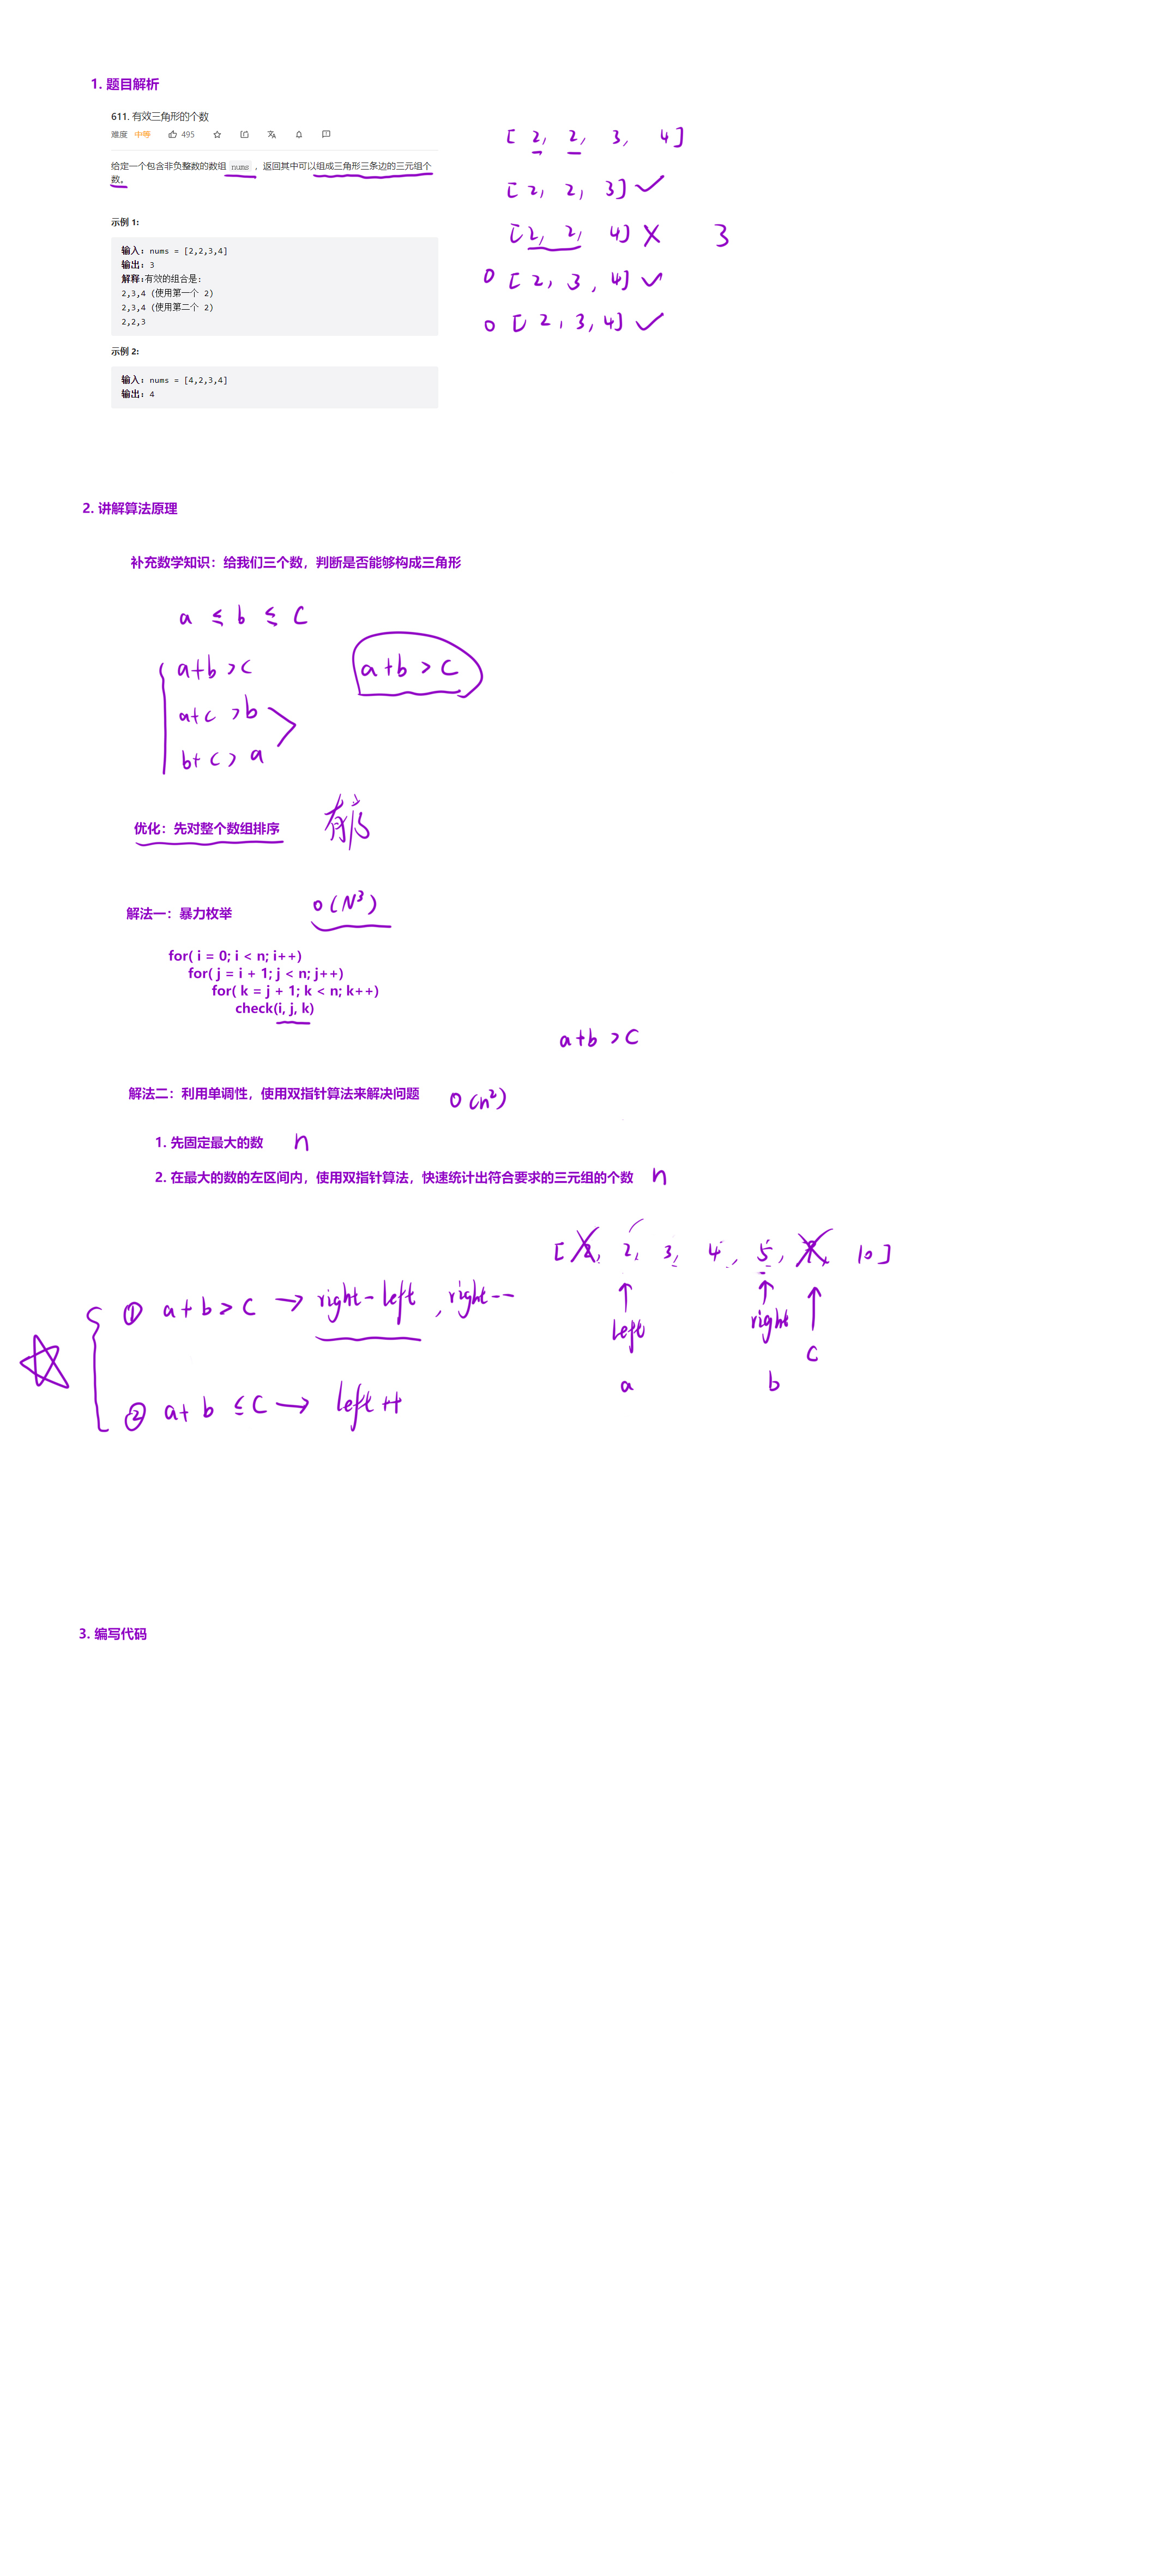 1. 题目解析
611. 有效三角形的个数
难度 中等 495
给定一个包含非负整数的数组 nums ，返回其中可以组成三角形三条边的三元组个
数。
示例 1:
输入: nums = [2,2,3,4]
输出: 3
解释:有效的组合是:
2,3,4 (使用第一个 2)
2,3,4 (使用第二个 2)
2,2,3
示例 2:
输入: nums = [4,2,3,4]
输出: 4
[ 2, 2, 3, 4 ]
[ 2, 2, 3 ] ✓
[ 2, 2, 4 ] X 3
0 [ 2, 3, 4 ] ✓
0 [ 2, 3, 4 ] ✓
2. 讲解算法原理
补充数学知识：给我们三个数，判断是否能够构成三角形
a ≤ b ≤ c
a+b > c
a+c > b
b+c > a
a+b > c
优化：先对整个数组排序 有序
解法一：暴力枚举 O(N³)
for( i = 0; i < n; i++)
for( j = i + 1; j < n; j++)
for( k = j + 1; k < n; k++)
check(i, j, k)
a+b > c
解法二：利用单调性，使用双指针算法来解决问题 O(n²)
1. 先固定最大的数 n
2. 在最大的数的左区间内，使用双指针算法，快速统计出符合要求的三元组的个数 n
[ 2, 2, 3, 4, 5, , 10 ]
left right c
a b
① a+b > c → right-left , right--
② a+b ≤ c → left++
3. 编写代码